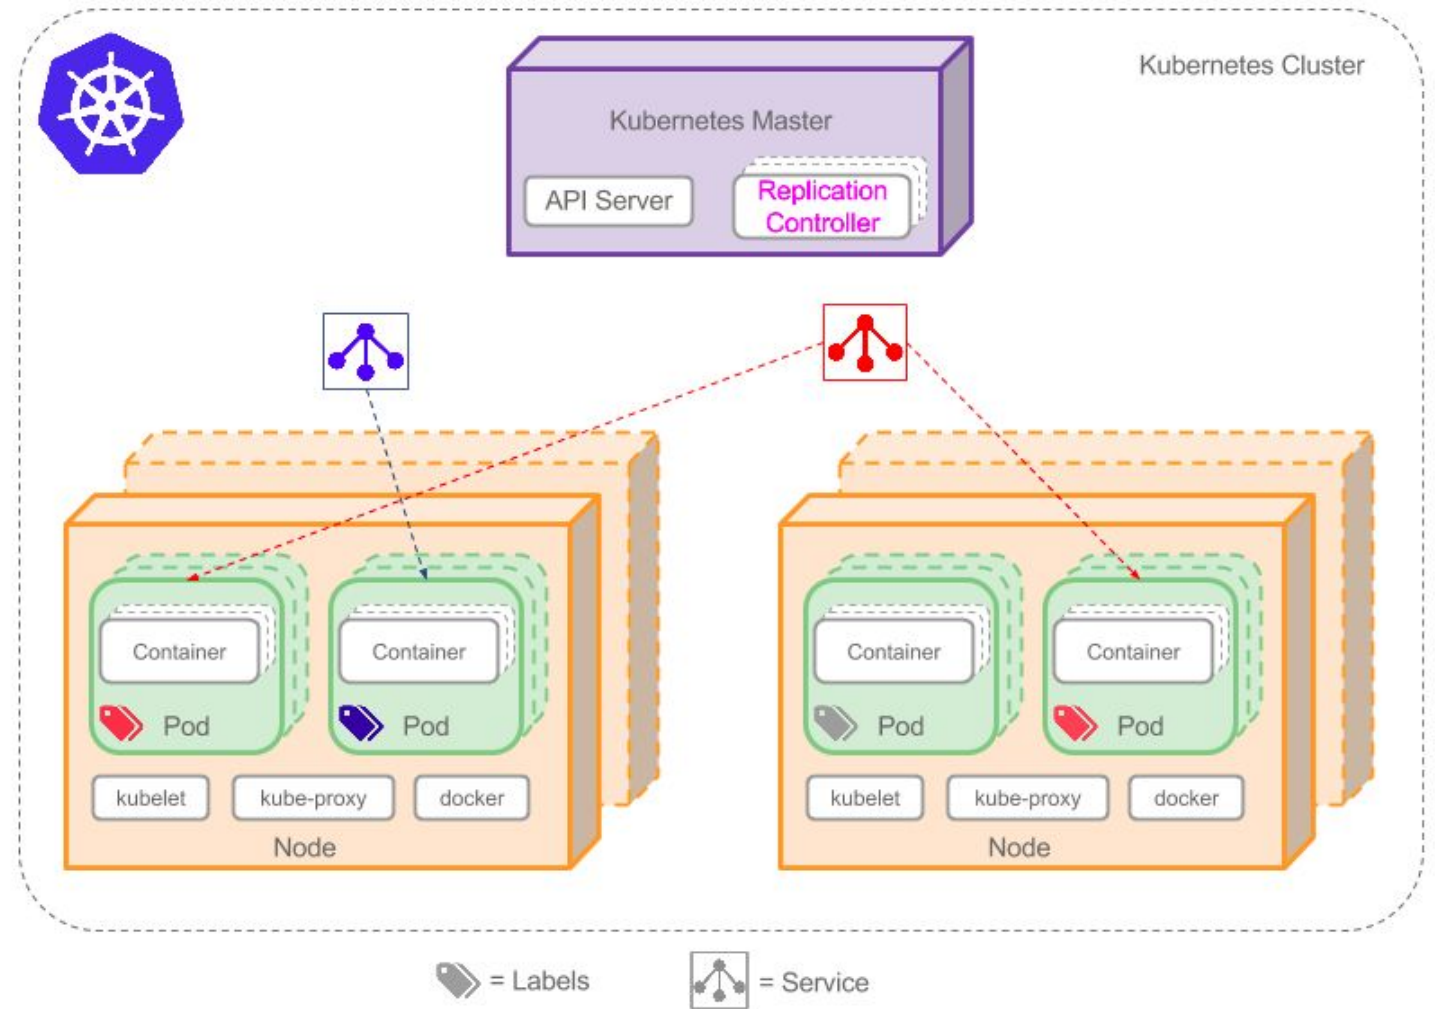 Kubernetes Cluster
Kubernetes Master
API Server
Replication
Controller
Container
Container
Container
Container
Pod
Pod
Pod
Pod
kubelet
kube-proxy
docker
kubelet
kube-proxy
docker
Node
Node
= Labels
= Service